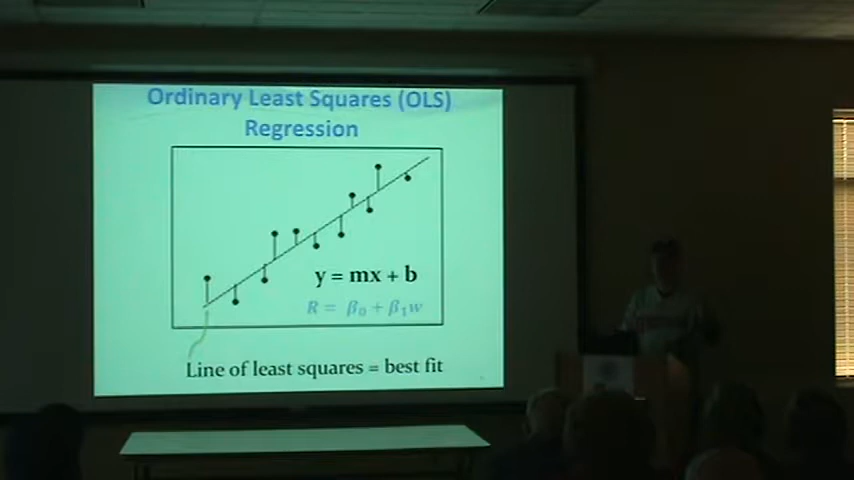 Ordinary Least Squares (OLS)
Regression
y = mx + b
R = β₀ + β₁w
Line of least squares = best fit